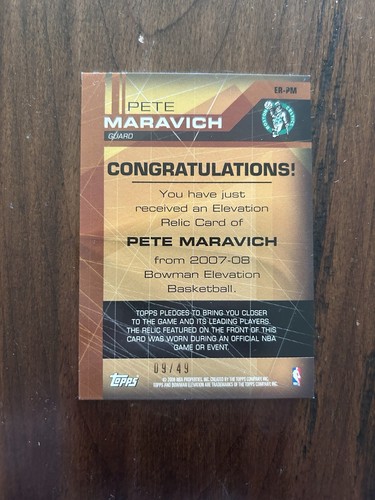 ER-PM
PETE
MARAVICH
GUARD
CONGRATULATIONS!
You have just
received an Elevation
Relic Card of
PETE MARAVICH
from 2007-08
Bowman Elevation
Basketball.
TOPPS PLEDGES TO BRING YOU CLOSER
TO THE GAME AND ITS LEADING PLAYERS.
THE RELIC FEATURED ON THE FRONT OF THIS
CARD WAS WORN DURING AN OFFICIAL NBA
GAME OR EVENT.
09/49
Topps